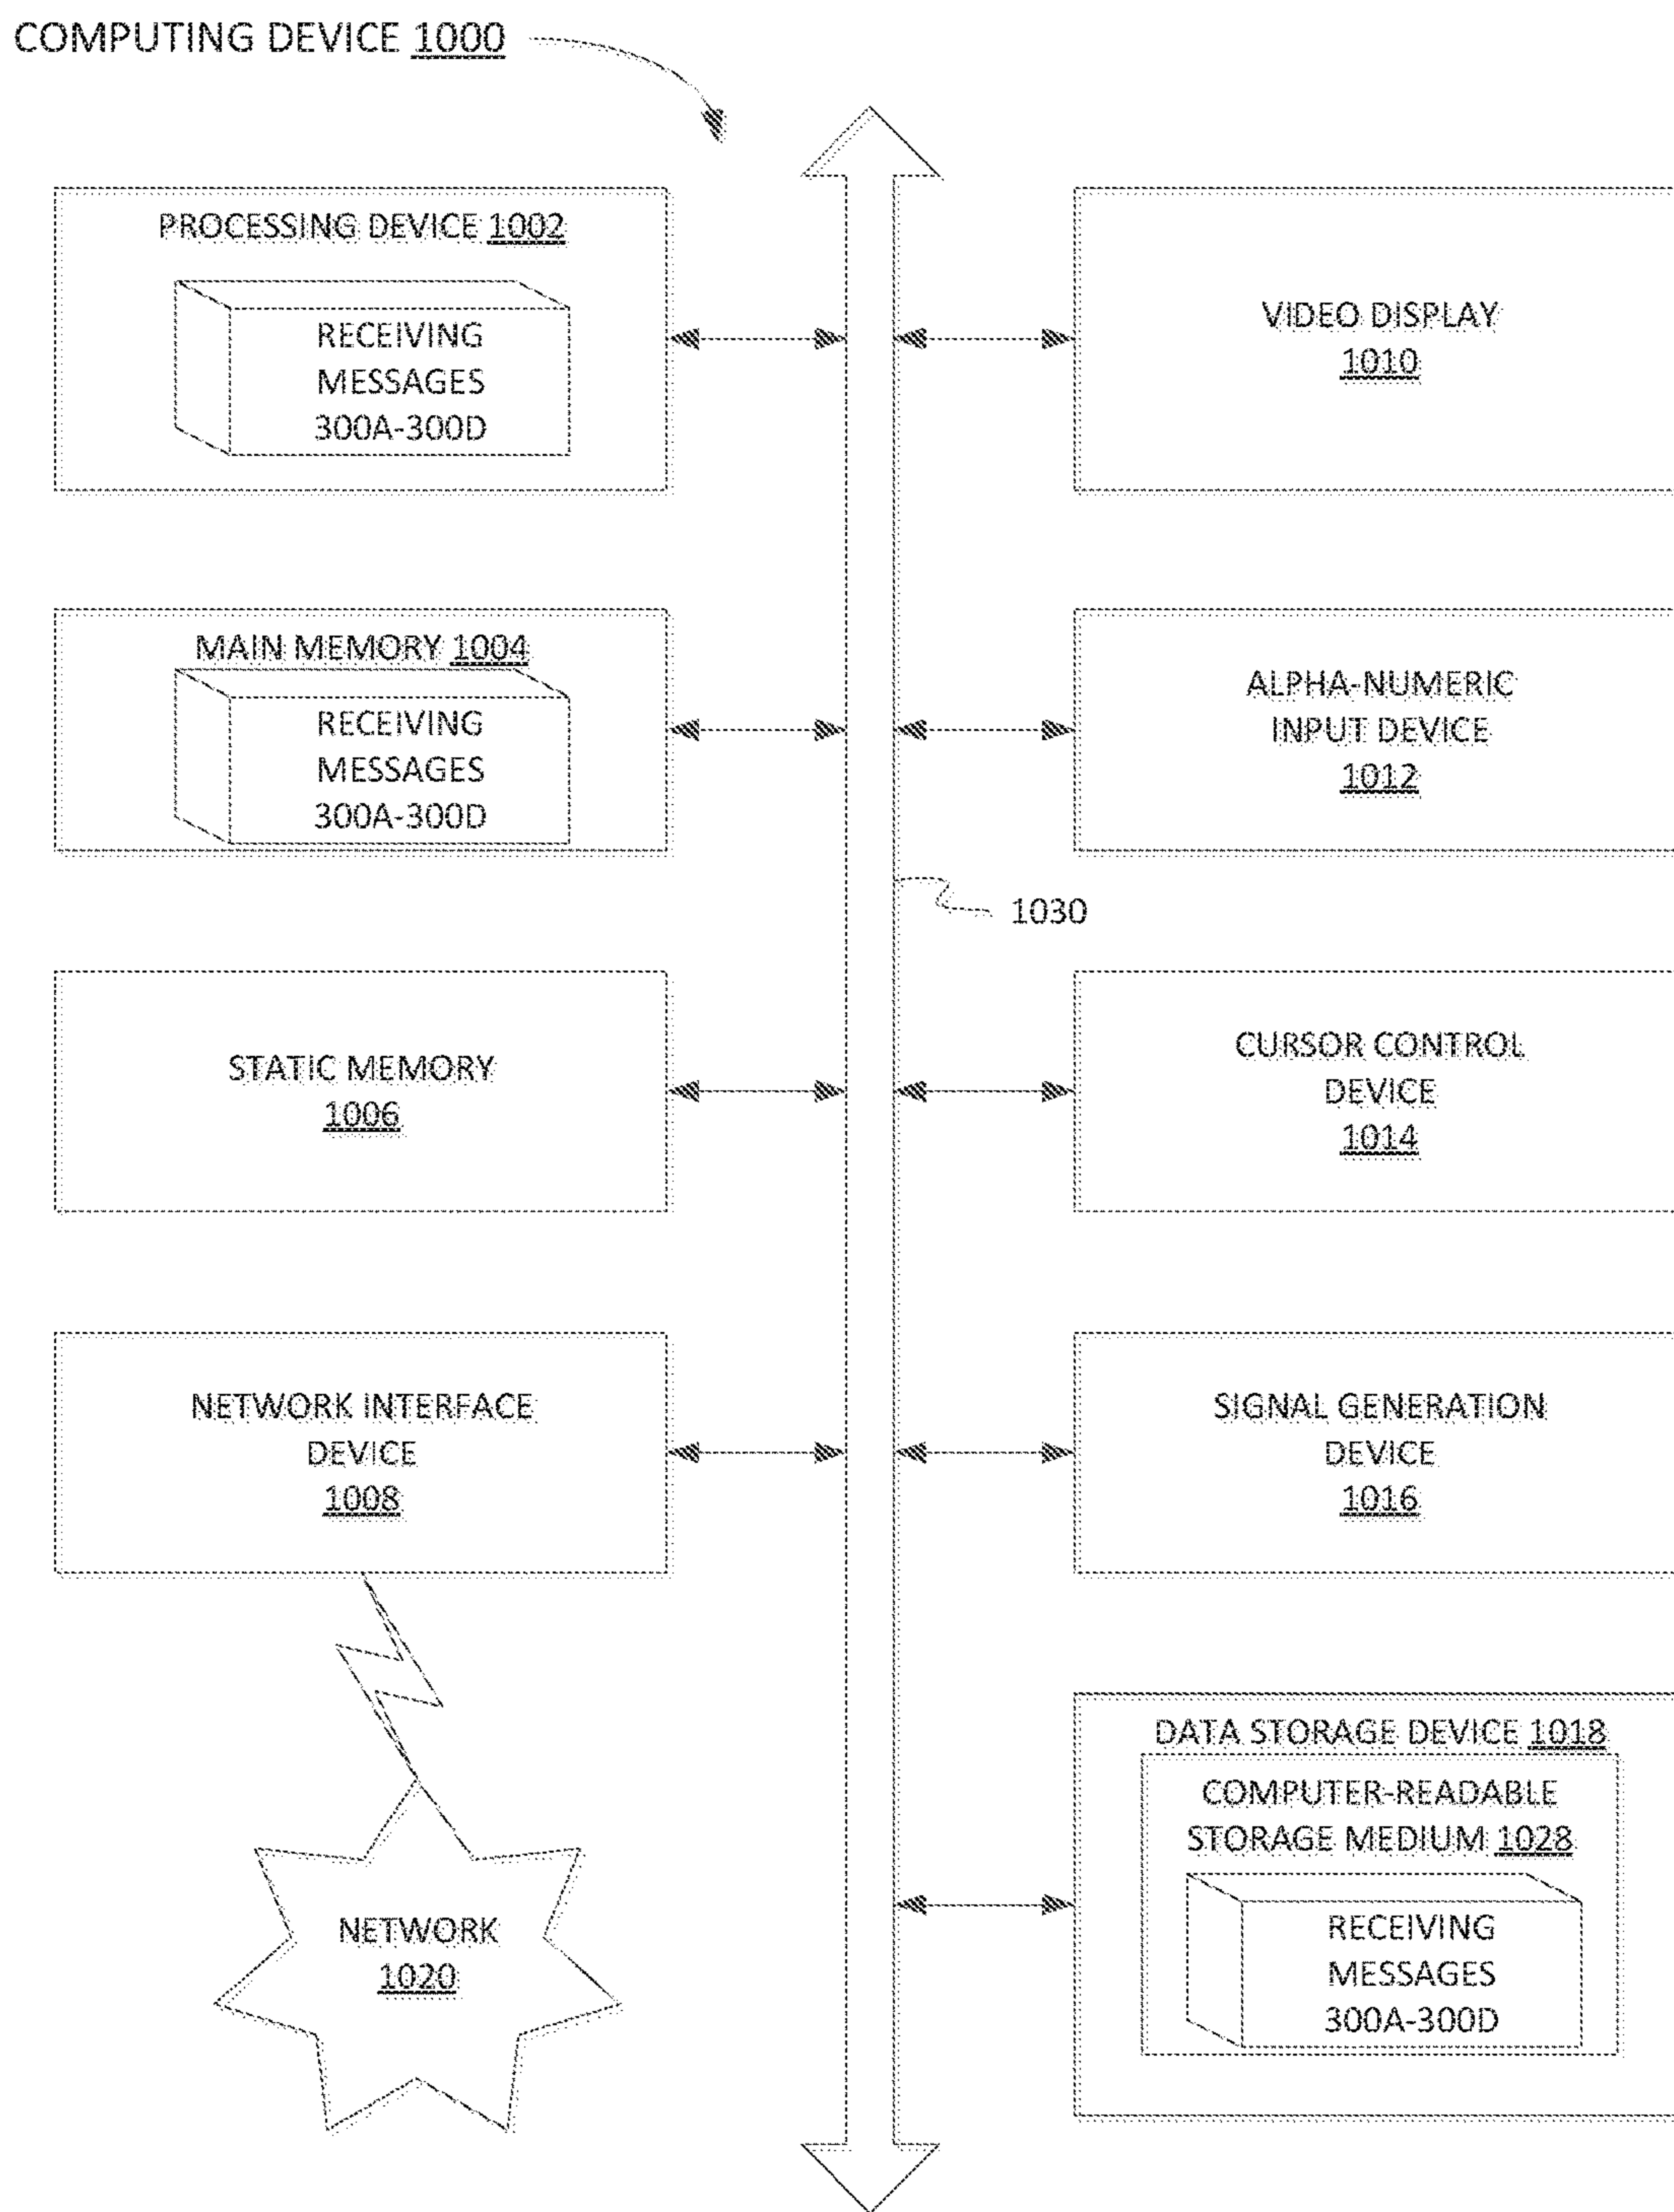 COMPUTING DEVICE 1000
PROCESSING DEVICE 1002
RECEIVING
MESSAGES
300A-300D
VIDEO DISPLAY
1010
MAIN MEMORY 1004
RECEIVING
MESSAGES
300A-300D
ALPHA-NUMERIC
INPUT DEVICE
1012
1030
STATIC MEMORY
1006
CURSOR CONTROL
DEVICE
1014
NETWORK INTERFACE
DEVICE
1008
SIGNAL GENERATION
DEVICE
1016
DATA STORAGE DEVICE 1018
COMPUTER-READABLE
STORAGE MEDIUM 1028
RECEIVING
MESSAGES
300A-300D
NETWORK
1020